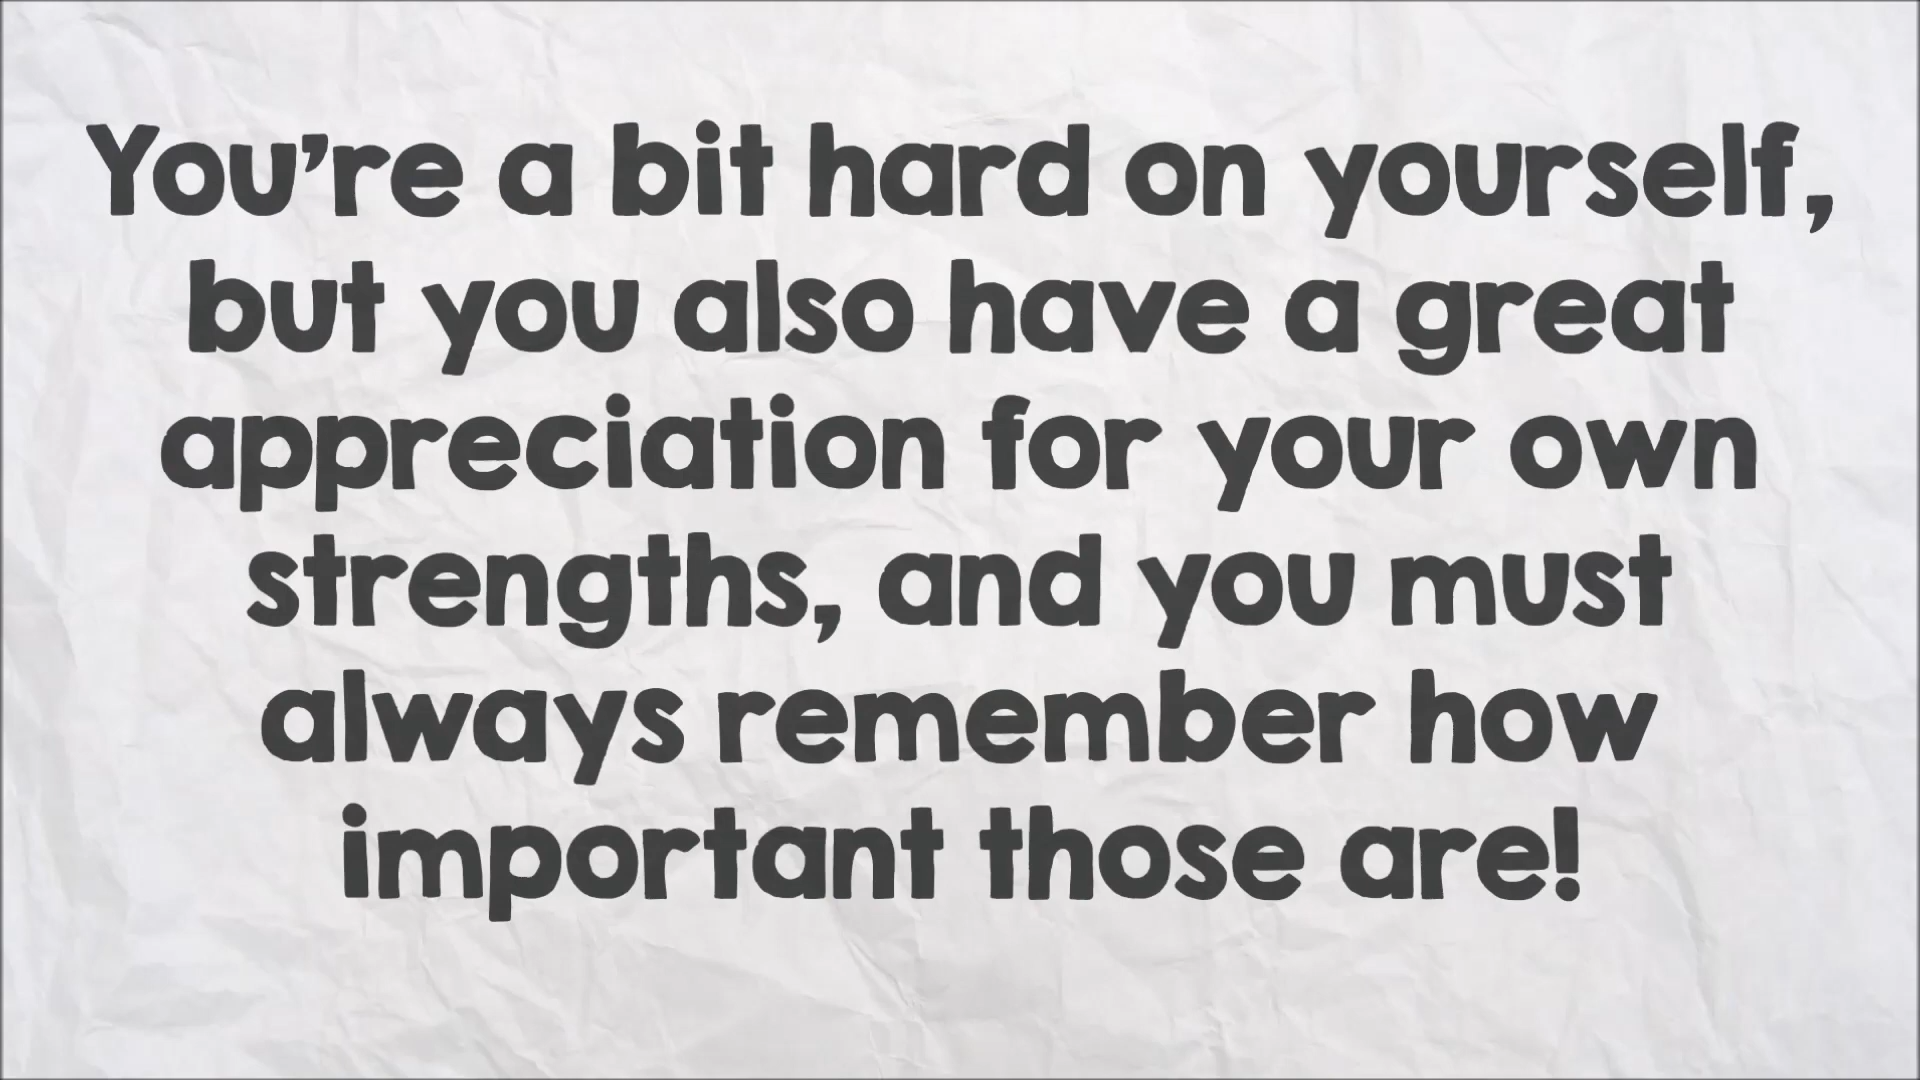 You're a bit hard on yourself,
but you also have a great
appreciation for your own
strengths, and you must
always remember how
important those are!